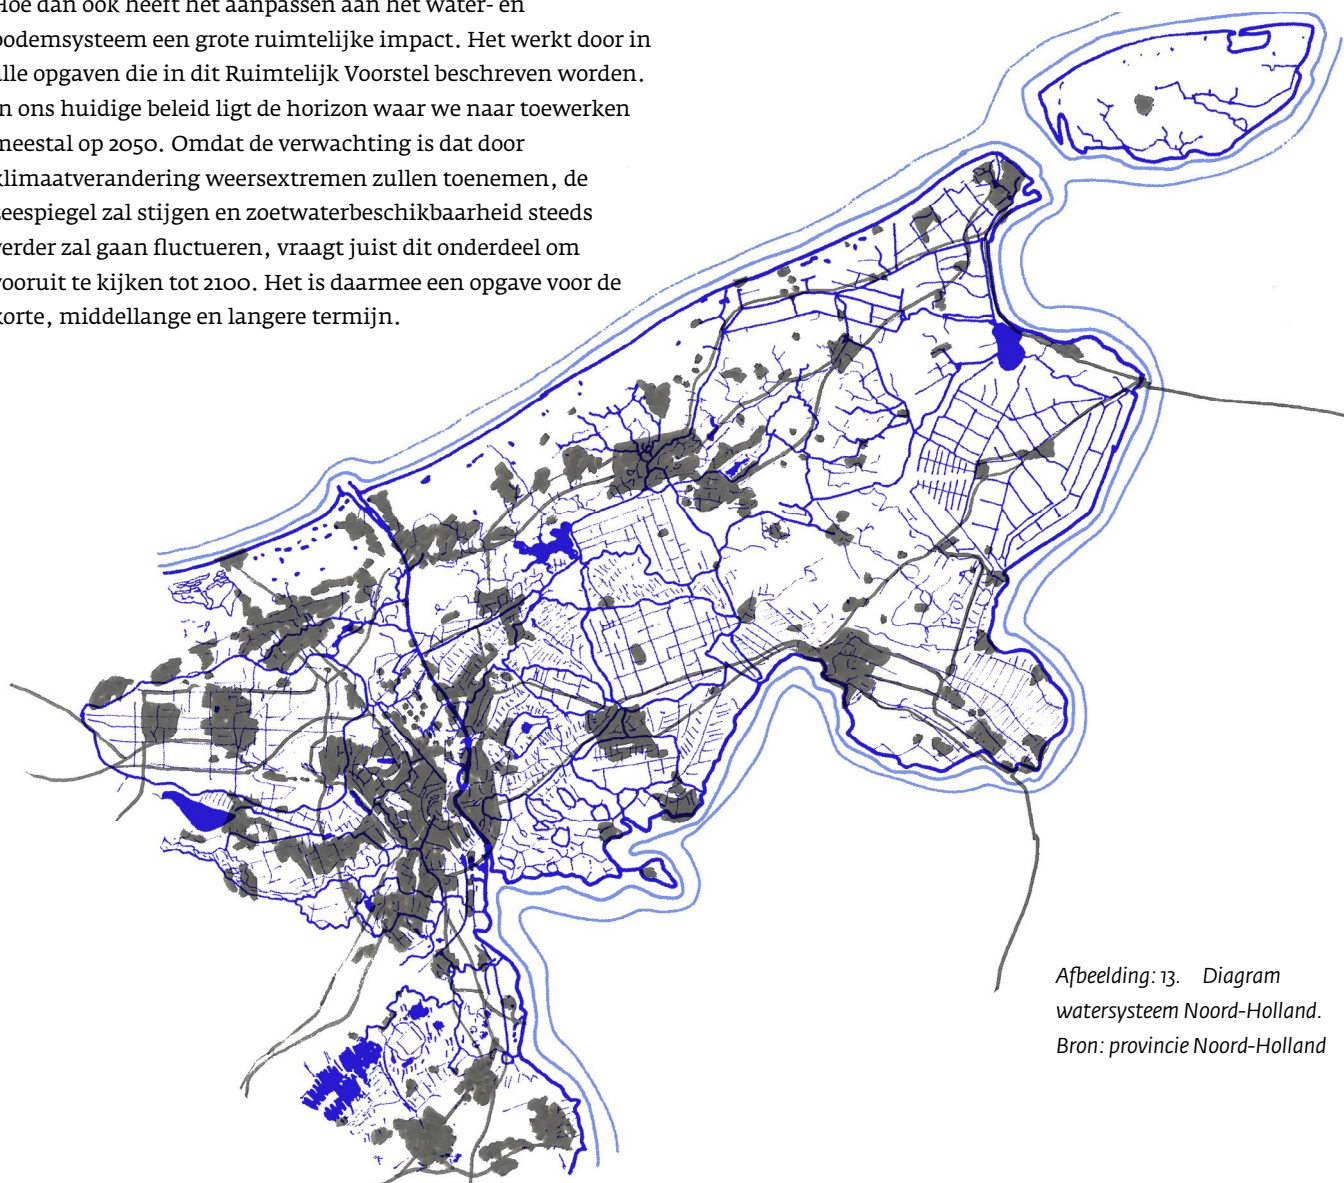 Hoe dan ook heeft het aanpassen aan het water- en
bodemsysteem een grote ruimtelijke impact. Het werkt door in
alle opgaven die in dit Ruimtelijk Voorstel beschreven worden.
In ons huidige beleid ligt de horizon waar we naar toewerken
meestal op 2050. Omdat de verwachting is dat door
klimaatverandering weersextremen zullen toenemen, de
zeespiegel zal stijgen en zoetwaterbeschikbaarheid steeds
verder zal gaan fluctueren, vraagt juist dit onderdeel om
vooruit te kijken tot 2100. Het is daarmee een opgave voor de
korte, middellange en langere termijn.
Afbeelding: 13. Diagram
watersysteem Noord-Holland.
Bron: provincie Noord-Holland